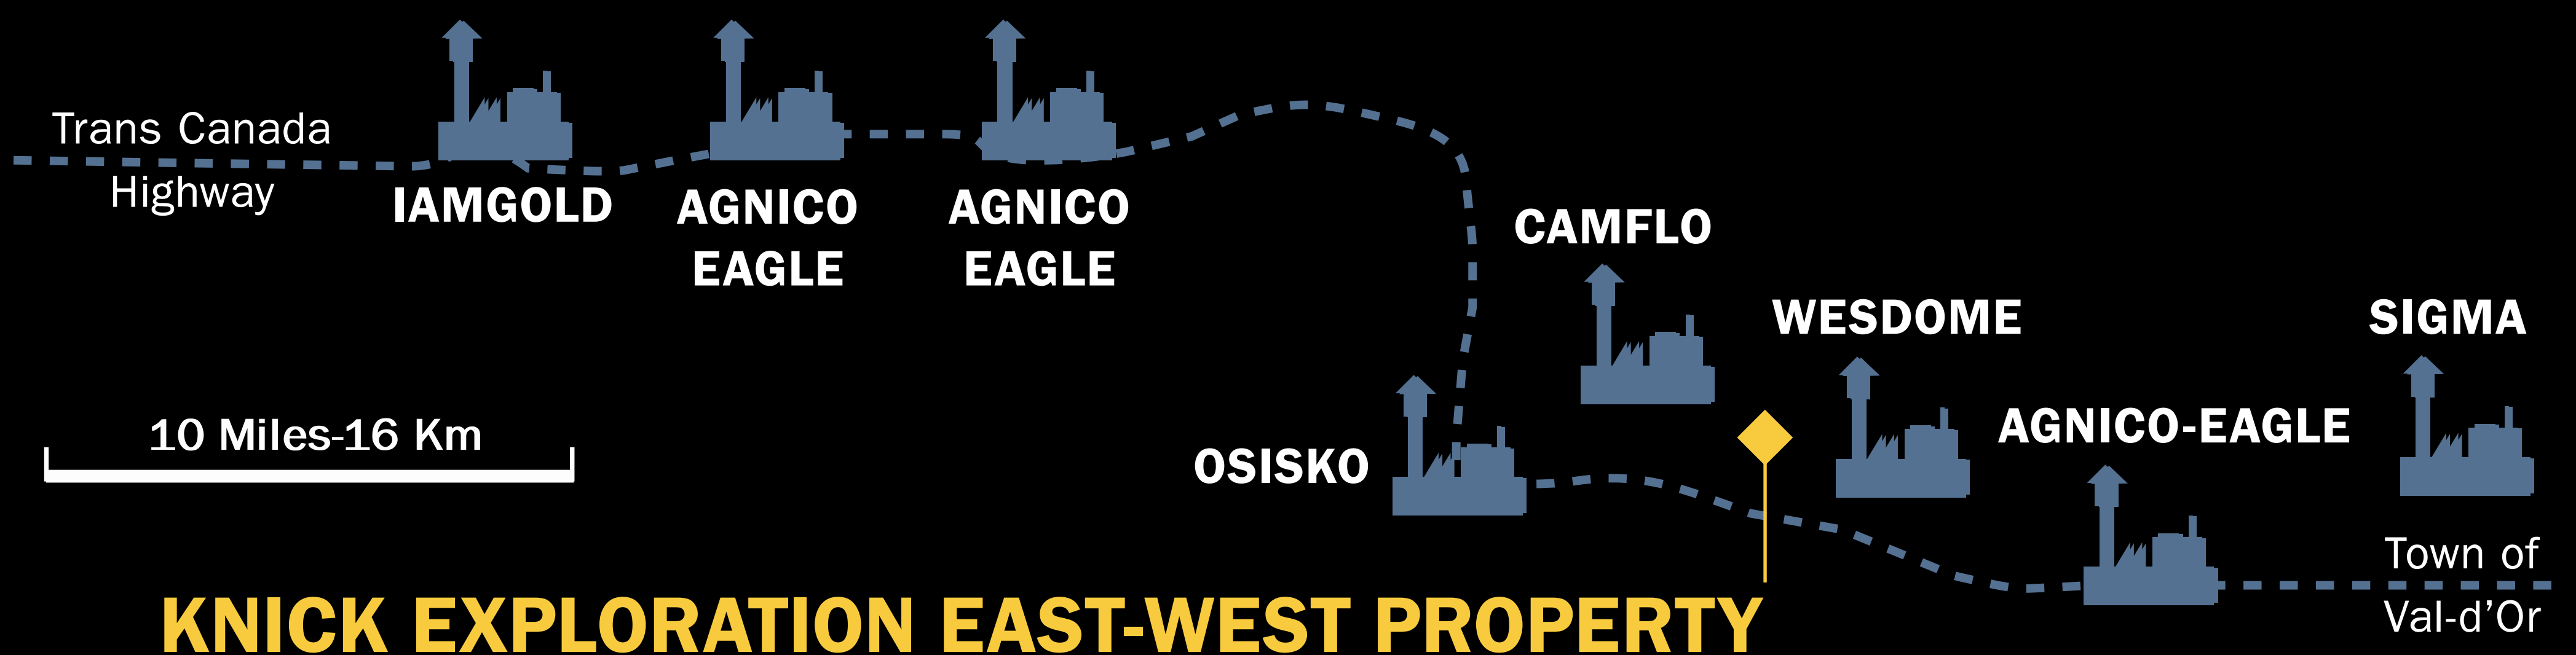 Trans Canada
Highway
IAMGOLD
AGNICO
EAGLE
AGNICO
EAGLE
CAMFLO
WESDOME
SIGMA
10 Miles-16 Km
OSISKO
AGNICO-EAGLE
Town of
Val-d’Or
KNICK EXPLORATION EAST-WEST PROPERTY